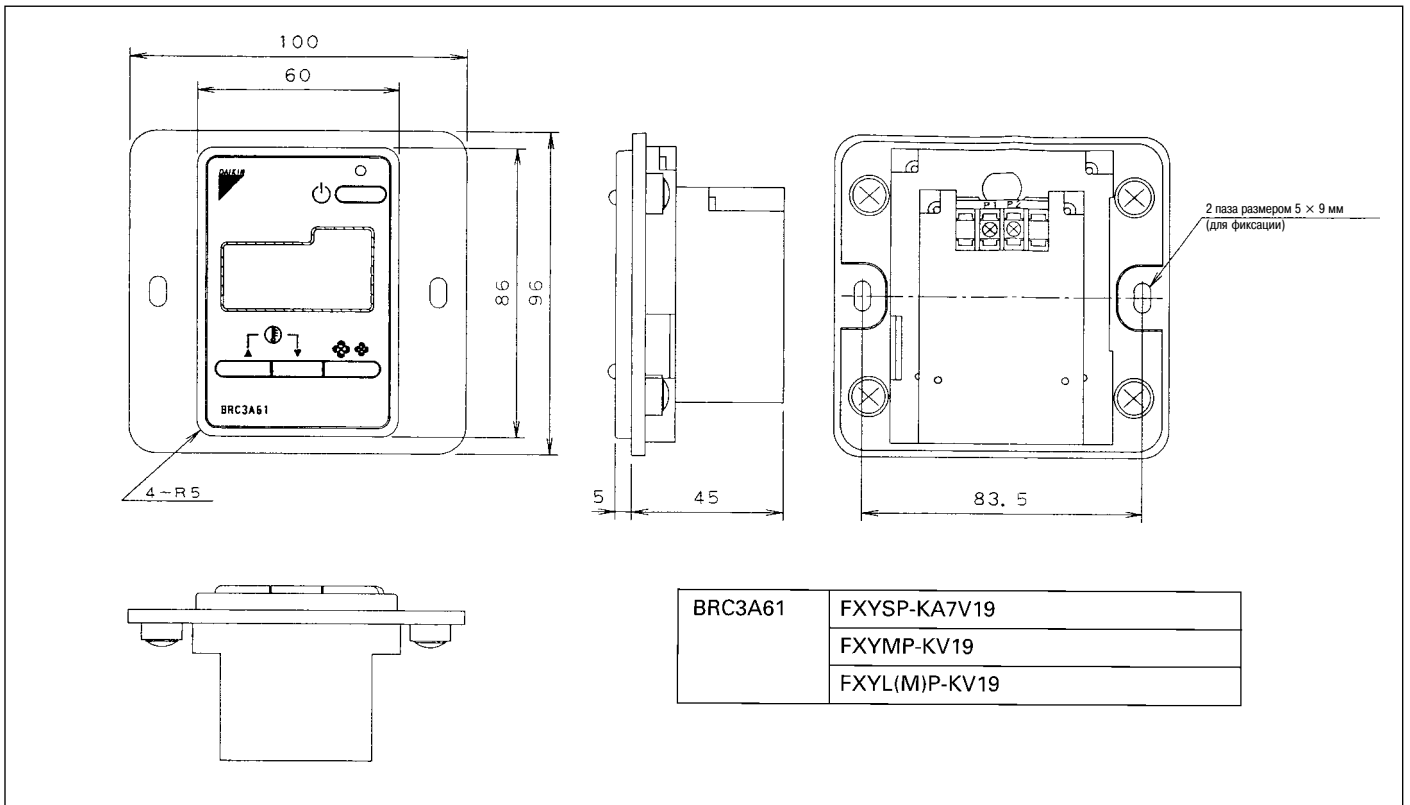 100
60
DAIKIN
86
96
BRC3A61
4-R5
5
45
P1 P2
2 паза размером 5 × 9 мм
(для фиксации)
83.5
BRC3A61
FXYSP-KA7V19
FXYMP-KV19
FXYL(M)P-KV19